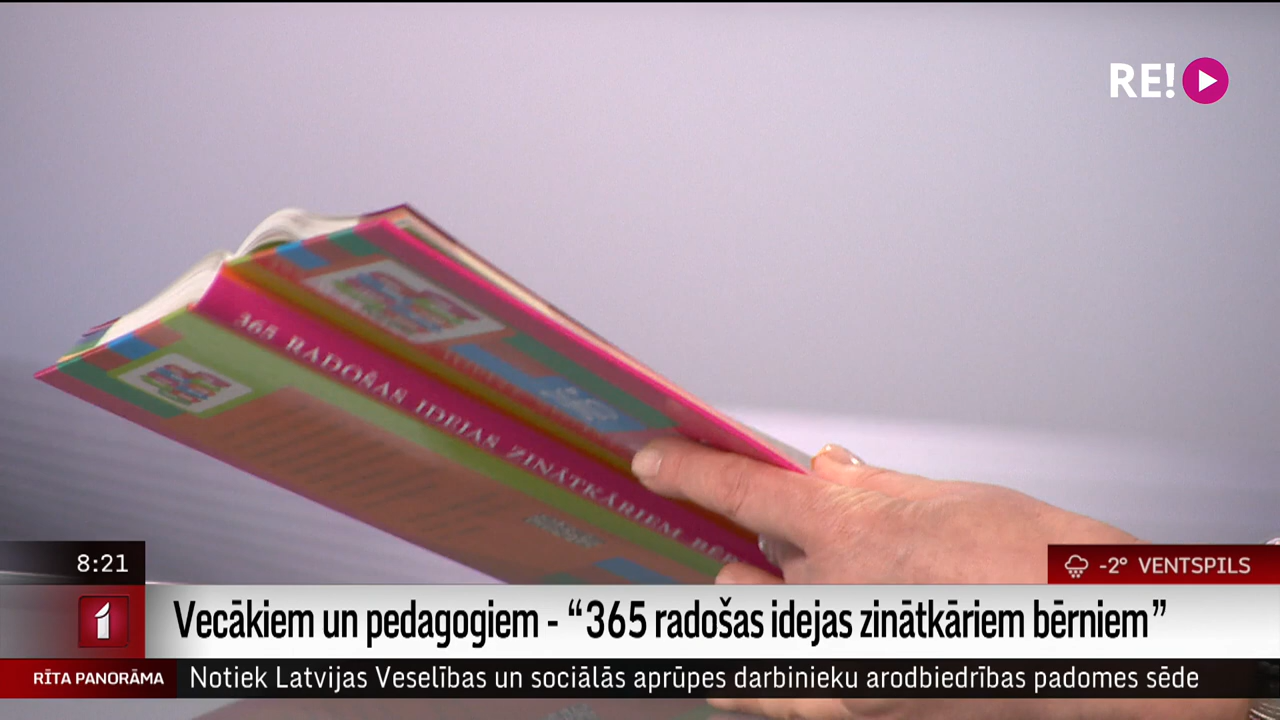 RE!
365 RADOŠAS IDEJAS ZINĀTKĀRIEM
8:21
-2° VENTSPILS
1
Vecākiem un pedagogiem - “365 radošas idejas zinātkāriem bērniem”
RĪTA PANORĀMA
Notiek Latvijas Veselības un sociālās aprūpes darbinieku arodbiedrības padomes sēde